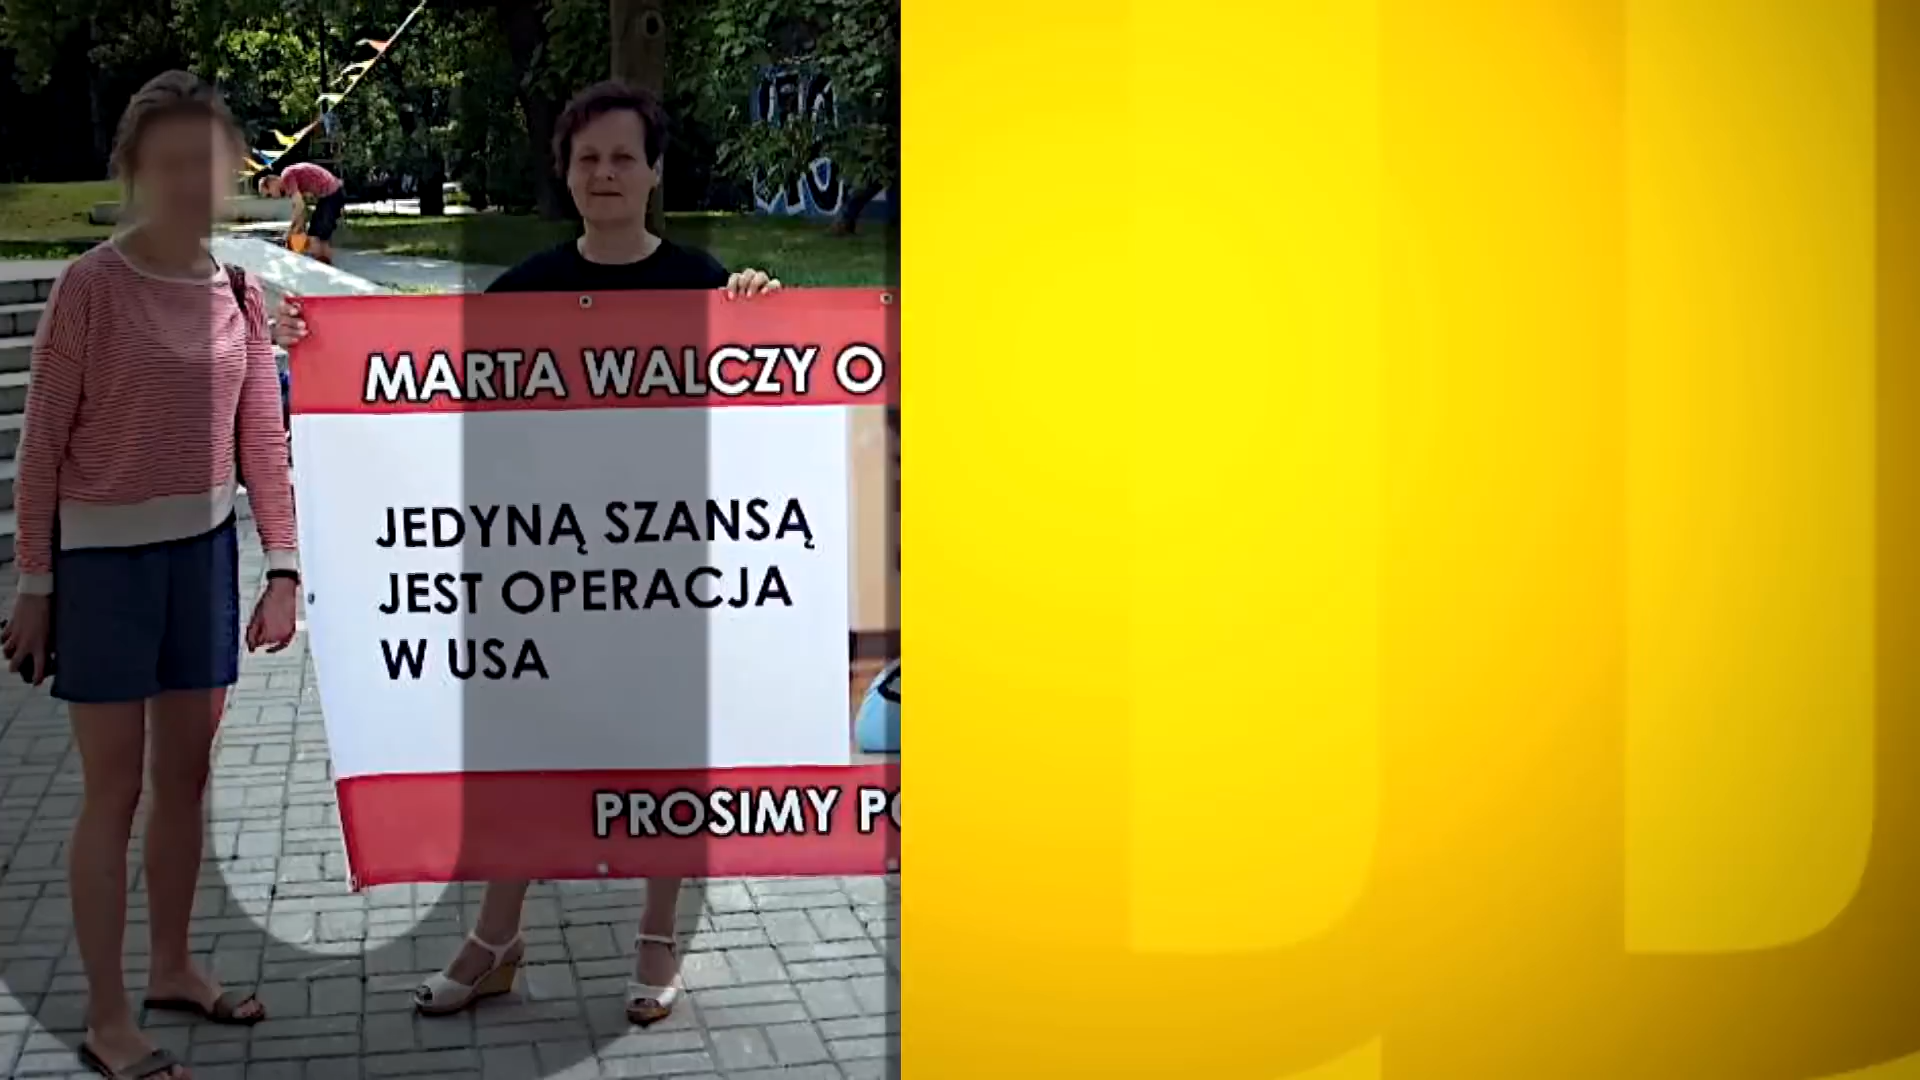 MARTA WALCZY O
JEDYNĄ SZANSĄ
JEST OPERACJA
W USA
PROSIMY